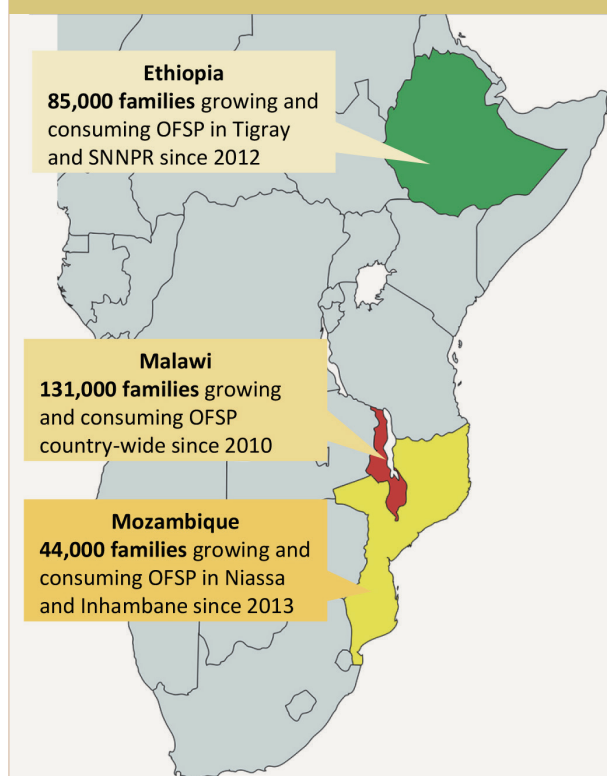 Ethiopia
85,000 families growing and
consuming OFSP in Tigray
and SNNPR since 2012
Malawi
131,000 families growing
and consuming OFSP
country-wide since 2010
Mozambique
44,000 families growing and
consuming OFSP in Niassa
and Inhambane since 2013